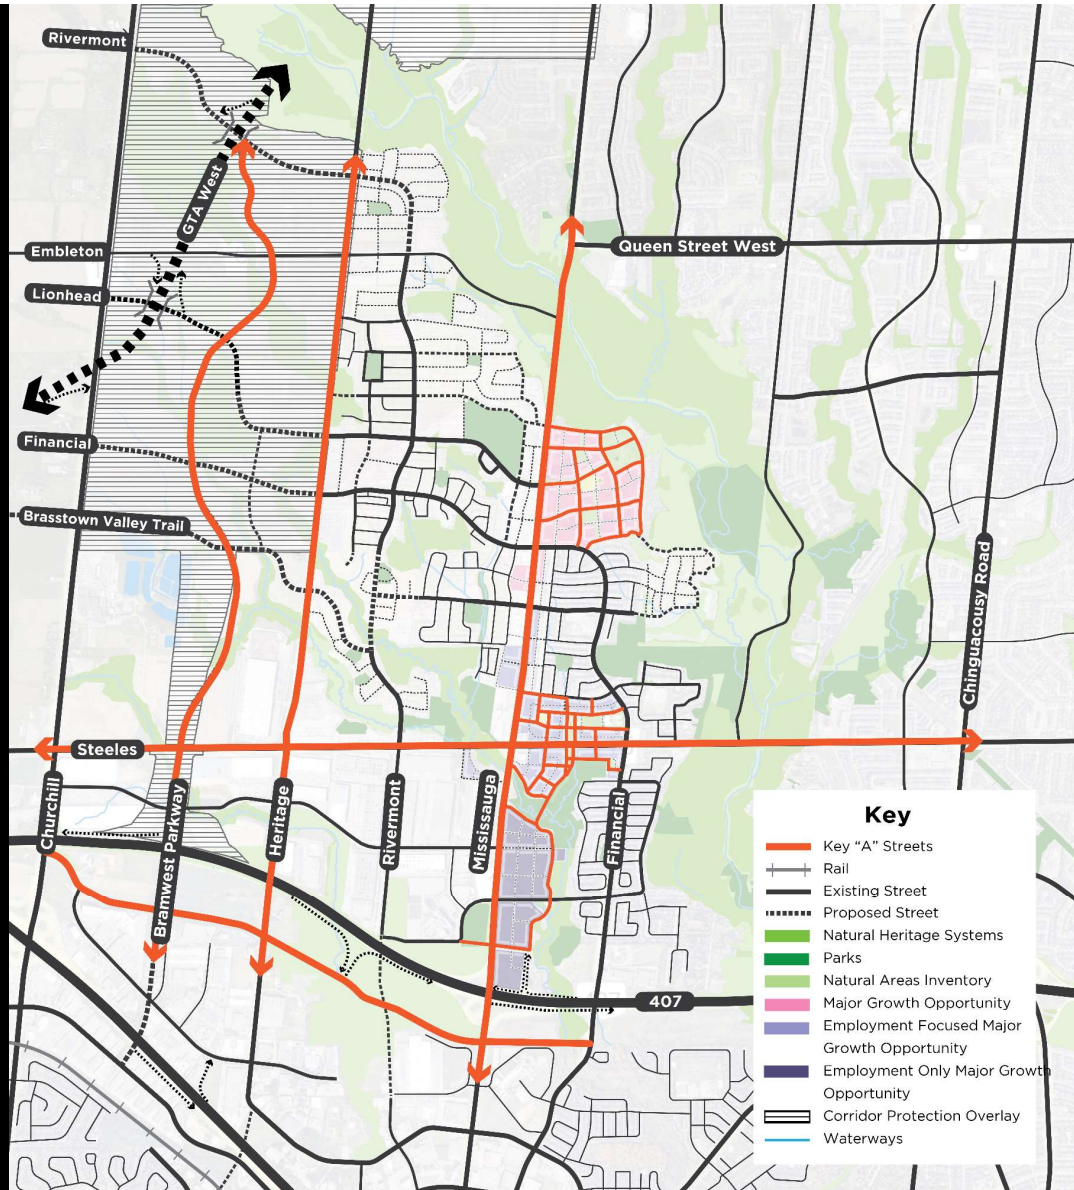 Rivermont
GTA West
Embleton
Queen Street West
Lionhead
Financial
Brasstown Valley Trail
Chinguacousy Road
Steeles
Churchill
Bramwest Parkway
Heritage
Rivermont
Mississauga
Financial
407
Key
Key "A" Streets
Rail
Existing Street
Proposed Street
Natural Heritage Systems
Parks
Natural Areas Inventory
Major Growth Opportunity
Employment Focused Major
Growth Opportunity
Employment Only Major Growth
Opportunity
Corridor Protection Overlay
Waterways